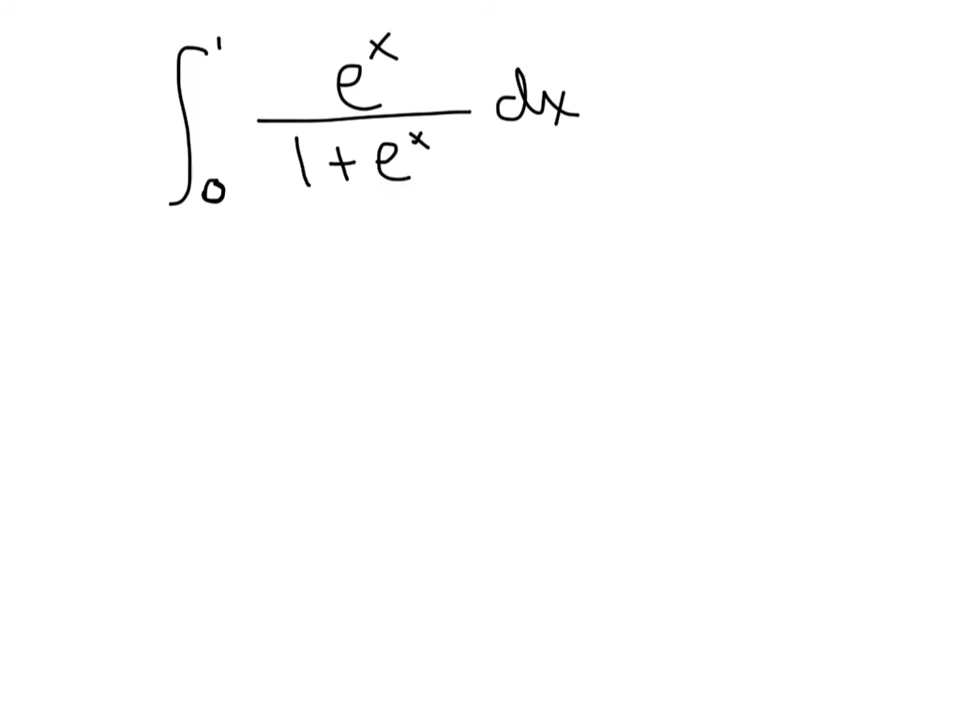 ∫₀¹ eˣ / (1 + eˣ) dx